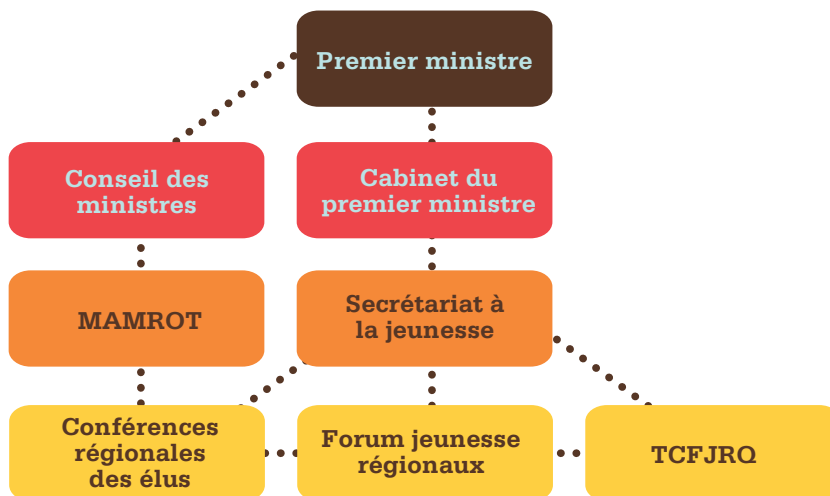 Premier ministre
Conseil des
ministres
Cabinet du
premier ministre
MAMROT
Secrétariat à
la jeunesse
Conférences
régionales
des élus
Forum jeunesse
régionaux
TCFJRQ